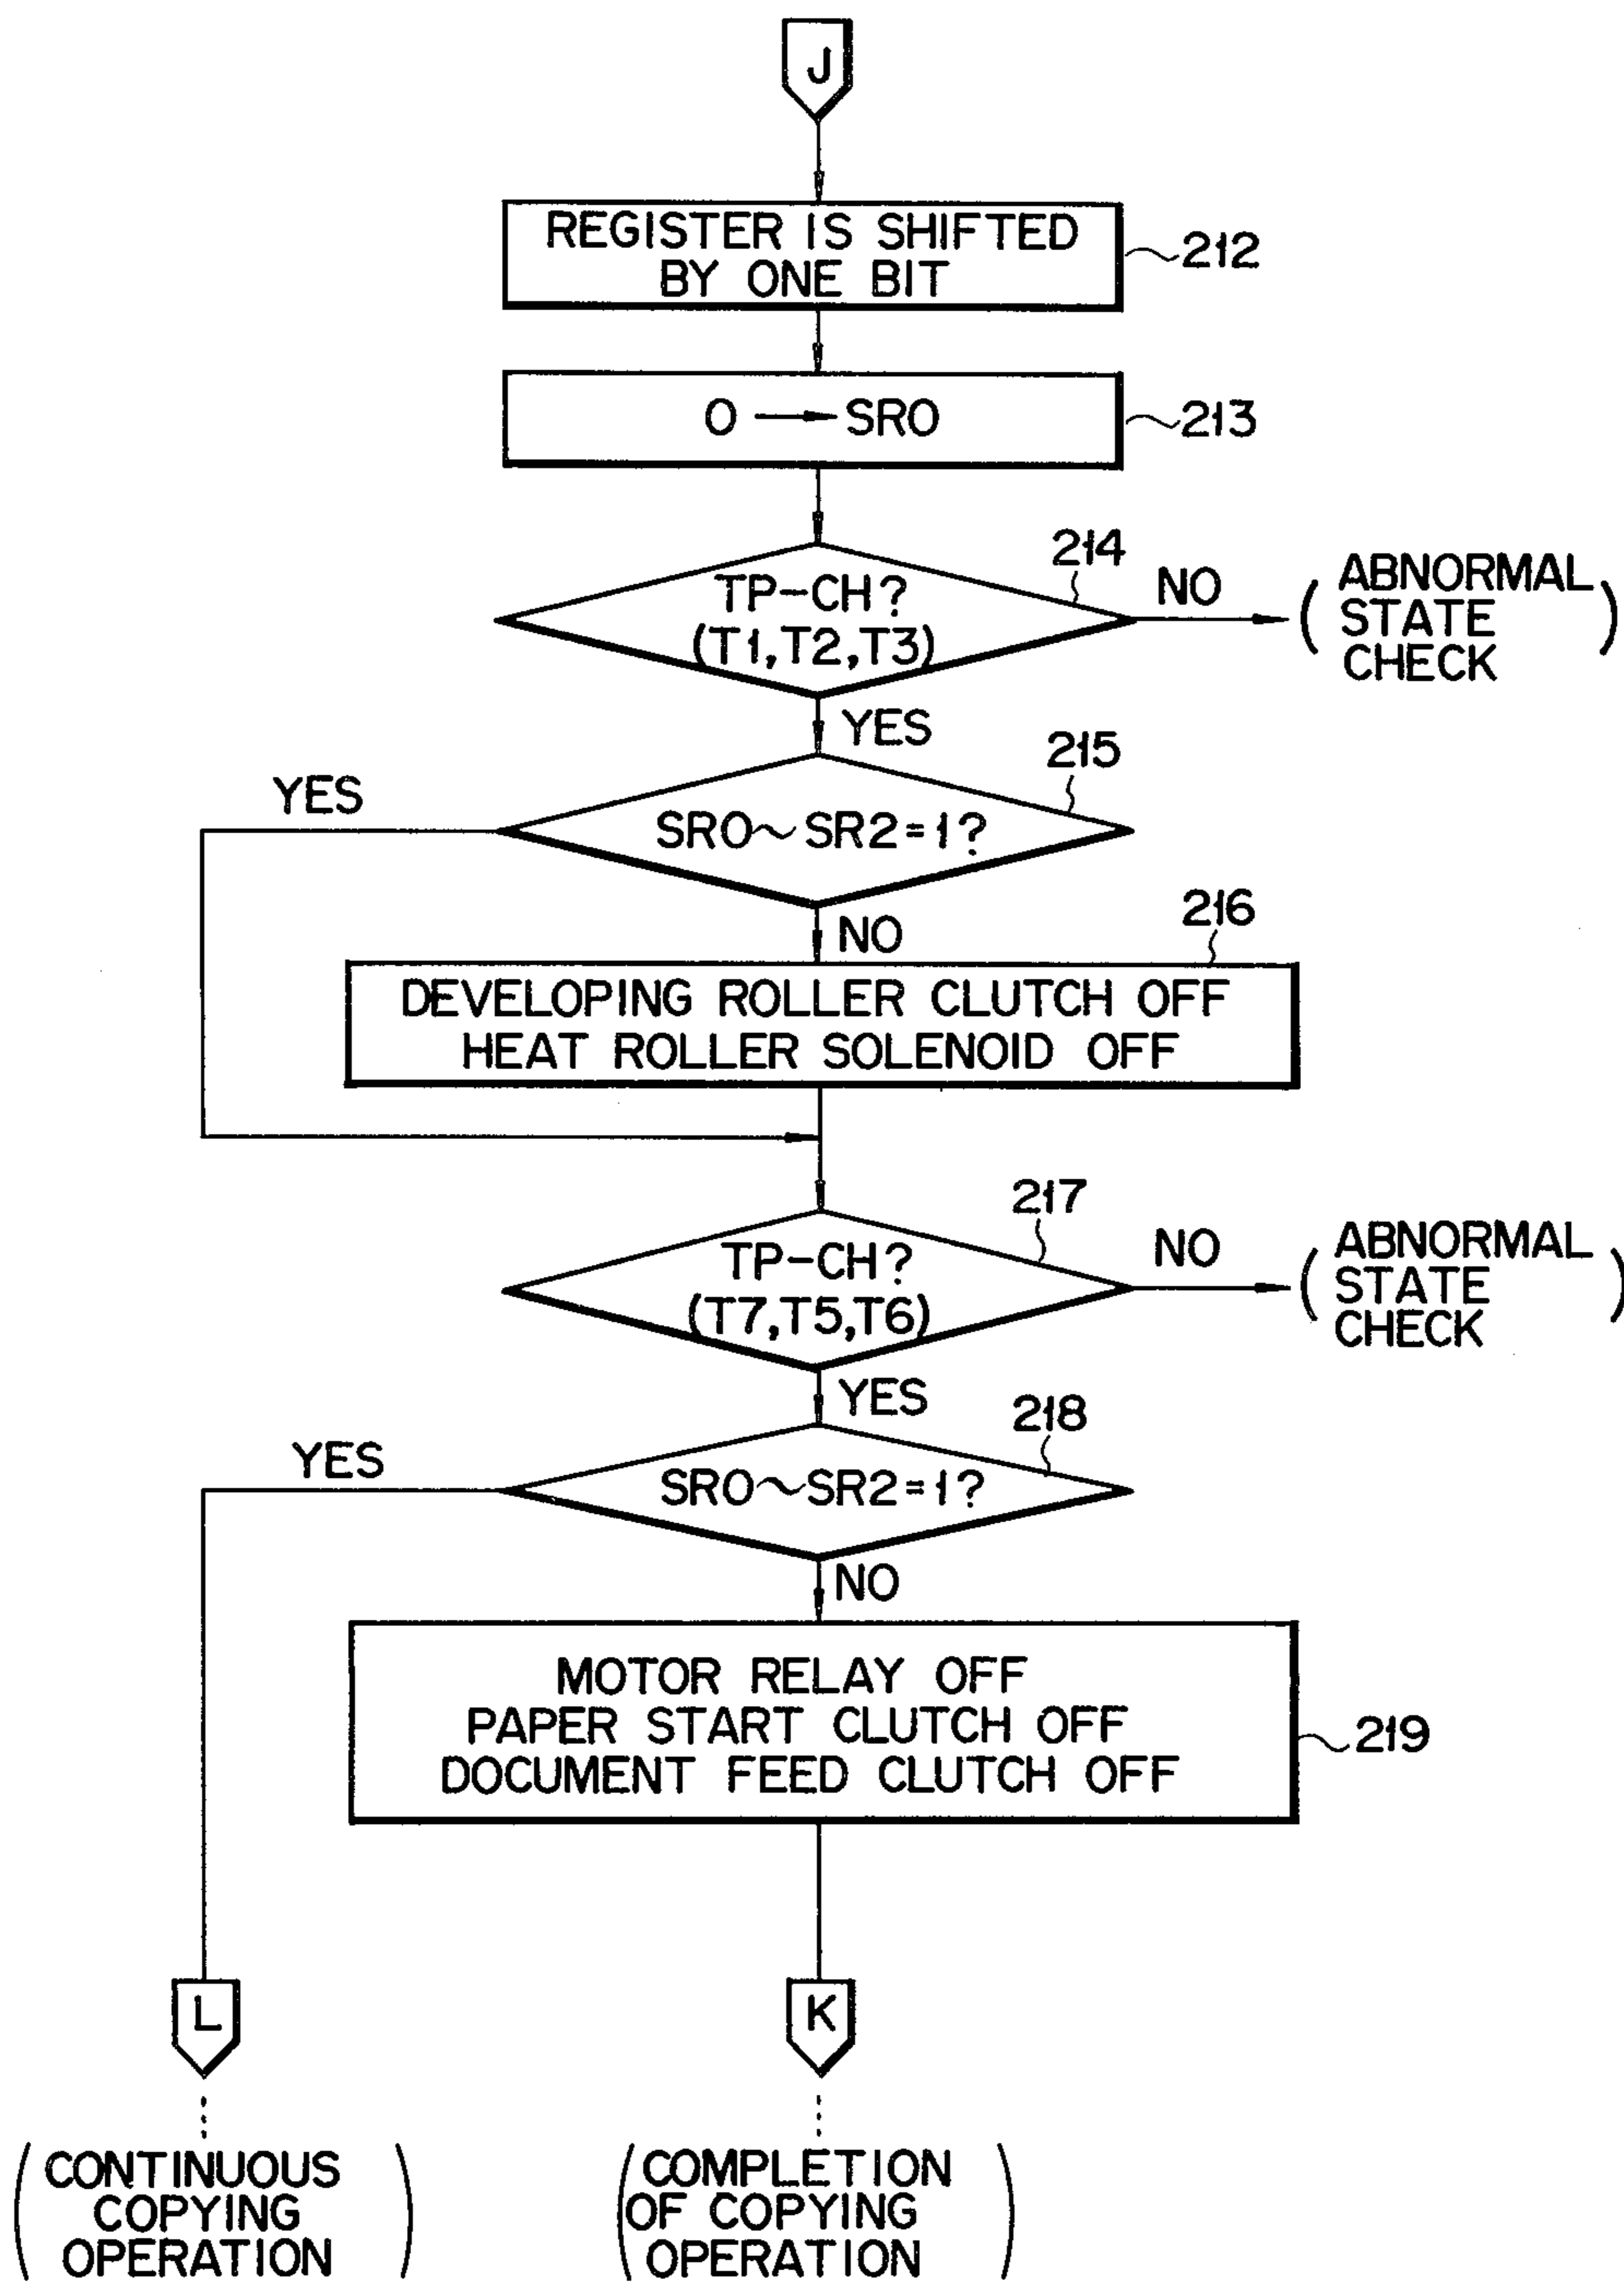 J
REGISTER IS SHIFTED
BY ONE BIT
212
0 → SR0
213
214
TP-CH?
(T1, T2, T3)
NO
(ABNORMAL
STATE
CHECK)
YES
215
YES
SR0~SR2=1?
NO
216
DEVELOPING ROLLER CLUTCH OFF
HEAT ROLLER SOLENOID OFF
217
TP-CH?
(T7, T5, T6)
NO
(ABNORMAL
STATE
CHECK)
YES
218
YES
SR0~SR2=1?
NO
MOTOR RELAY OFF
PAPER START CLUTCH OFF
DOCUMENT FEED CLUTCH OFF
219
L
K
(CONTINUOUS
COPYING
OPERATION)
(COMPLETION
OF COPYING
OPERATION)